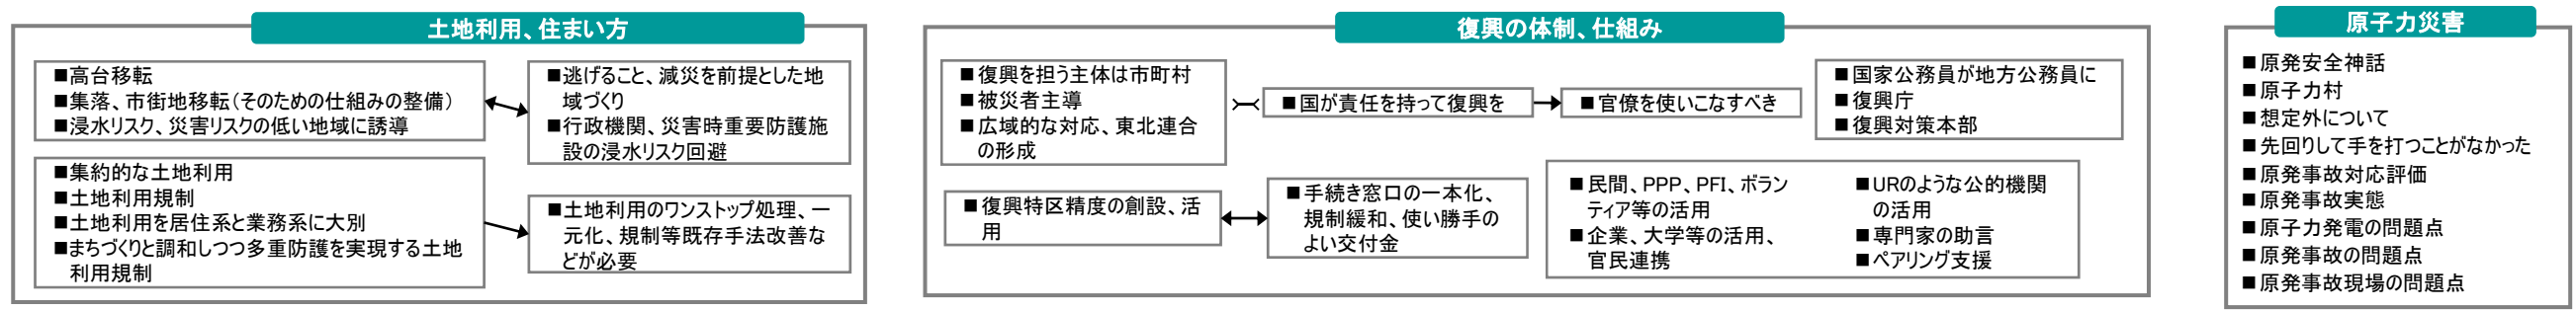 土地利用、住まい方
■高台移転
■集落、市街地移転（そのための仕組みの整備）
■浸水リスク、災害リスクの低い地域に誘導
■逃げること、減災を前提とした地
域づくり
■行政機関、災害時重要防護施
設の浸水リスク回避
■集約的な土地利用
■土地利用規制
■土地利用を居住系と業務系に大別
■まちづくりと調和しつつ多重防護を実現する土地
利用規制
■土地利用のワンストップ処理、一
元化、規制等既存手法改善な
どが必要
復興の体制、仕組み
■復興を担う主体は市町村
■被災者主導
■広域的な対応、東北連合
の形成
■国が責任を持って復興を
■官僚を使いこなすべき
■国家公務員が地方公務員に
■復興庁
■復興対策本部
■復興特区精度の創設、活
用
■手続き窓口の一本化、
規制緩和、使い勝手の
よい交付金
■民間、PPP、PFI、ボラン
ティア等の活用
■企業、大学等の活用、
官民連携
■URのような公的機関
の活用
■専門家の助言
■ペアリング支援
原子力災害
■原発安全神話
■原子力村
■想定外について
■先回りして手を打つことがなかった
■原発事故対応評価
■原発事故実態
■原子力発電の問題点
■原発事故の問題点
■原発事故現場の問題点